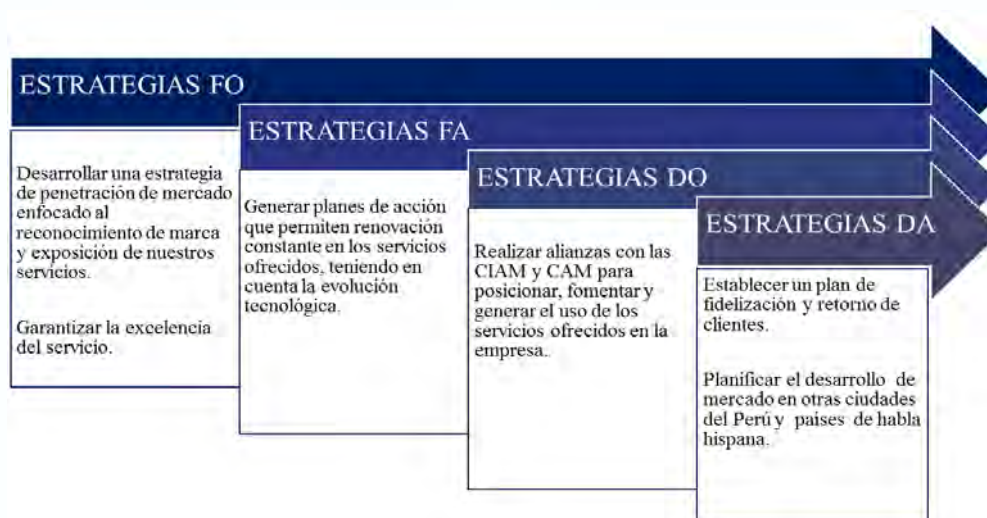 ESTRATEGIAS FO
Desarrollar una estrategia
de penetración de mercado
enfocado al
reconocimiento de marca
y exposición de nuestros
servicios.
Garantizar la excelencia
del servicio.
ESTRATEGIAS FA
Generar planes de acción
que permiten renovación
constante en los servicios
ofrecidos, teniendo en
cuenta la evolución
tecnológica.
ESTRATEGIAS DO
Realizar alianzas con las
CIAM y CAM para
posicionar, fomentar y
generar el uso de los
servicios ofrecidos en la
empresa.
ESTRATEGIAS DA
Establecer un plan de
fidelización y retorno de
clientes.
Planificar el desarrollo de
mercado en otras ciudades
del Perú y países de habla
hispana.